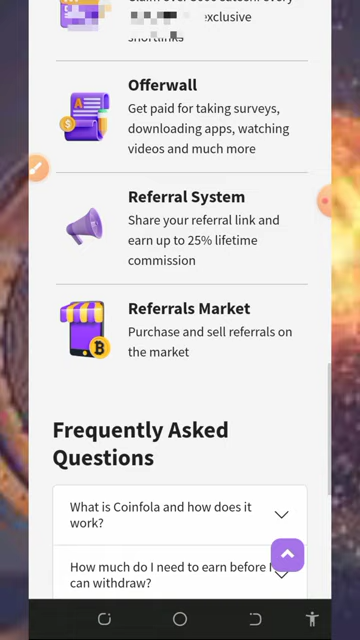 exclusive
shortlinks
Offerwall
Get paid for taking surveys,
downloading apps, watching
videos and much more
Referral System
Share your referral link and
earn up to 25% lifetime
commission
Referrals Market
Purchase and sell referrals on
the market
Frequently Asked
Questions
What is Coinfola and how does it
work?
How much do I need to earn before I
can withdraw?